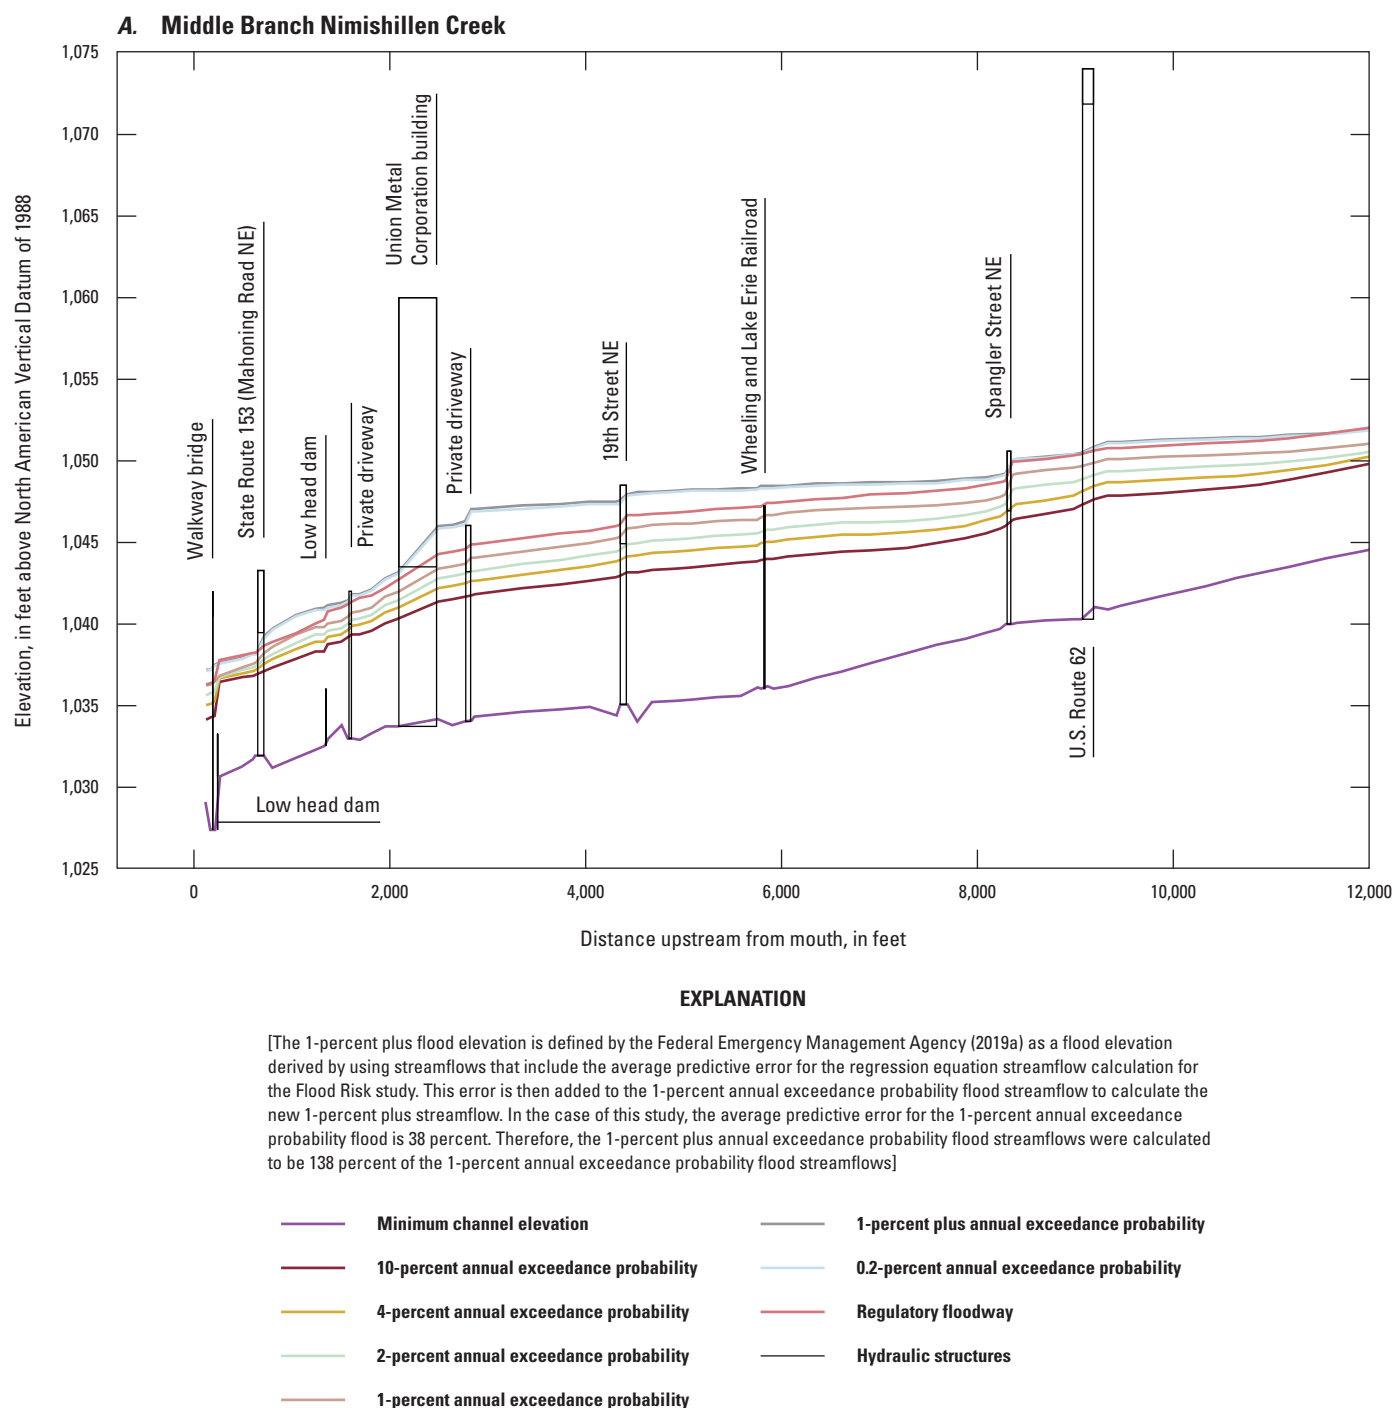 A. Middle Branch Nimishillen Creek
Elevation, in feet above North American Vertical Datum of 1988
1,075
1,070
1,065
1,060
1,055
1,050
1,045
1,040
1,035
1,030
1,025
Walkway bridge
State Route 153 (Mahoning Road NE)
Low head dam
Private driveway
Union Metal
Corporation building
Private driveway
19th Street NE
Wheeling and Lake Erie Railroad
Spangler Street NE
U.S. Route 62
Low head dam
0
2,000
4,000
6,000
8,000
10,000
12,000
Distance upstream from mouth, in feet
EXPLANATION
[The 1-percent plus flood elevation is defined by the Federal Emergency Management Agency (2019a) as a flood elevation
derived by using streamflows that include the average predictive error for the regression equation streamflow calculation for
the Flood Risk study. This error is then added to the 1-percent annual exceedance probability flood streamflow to calculate the
new 1-percent plus streamflow. In the case of this study, the average predictive error for the 1-percent annual exceedance
probability flood is 38 percent. Therefore, the 1-percent plus annual exceedance probability flood streamflows were calculated
to be 138 percent of the 1-percent annual exceedance probability flood streamflows]
Minimum channel elevation
10-percent annual exceedance probability
4-percent annual exceedance probability
2-percent annual exceedance probability
1-percent annual exceedance probability
1-percent plus annual exceedance probability
0.2-percent annual exceedance probability
Regulatory floodway
Hydraulic structures